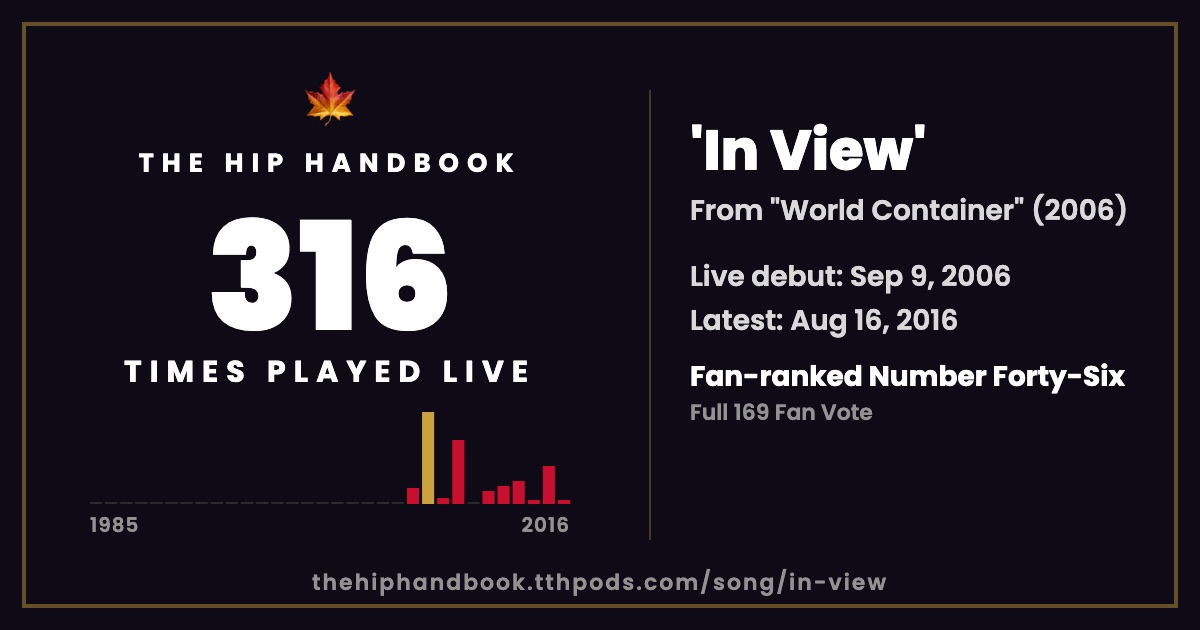 THE HIP HANDBOOK
316
TIMES PLAYED LIVE
1985
2016
'In View'
From "World Container" (2006)
Live debut: Sep 9, 2006
Latest: Aug 16, 2016
Fan-ranked Number Forty-Six
Full 169 Fan Vote
thehiphandbook.tthpods.com/song/in-view